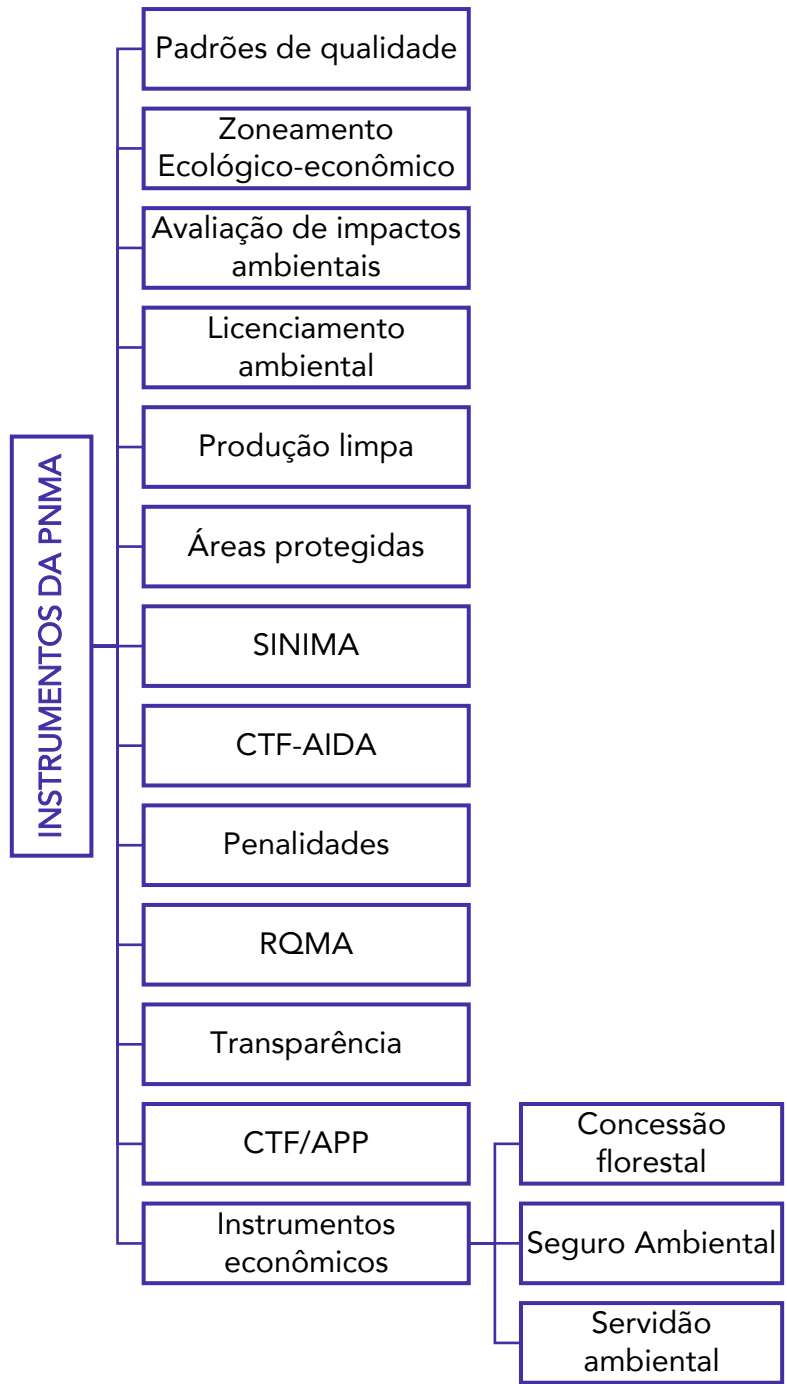 INSTRUMENTOS DA PNMA
Padrões de qualidade
Zoneamento
Ecológico-econômico
Avaliação de impactos
ambientais
Licenciamento
ambiental
Produção limpa
Áreas protegidas
SINIMA
CTF-AIDA
Penalidades
RQMA
Transparência
CTF/APP
Instrumentos
econômicos
Concessão
florestal
Seguro Ambiental
Servidão
ambiental